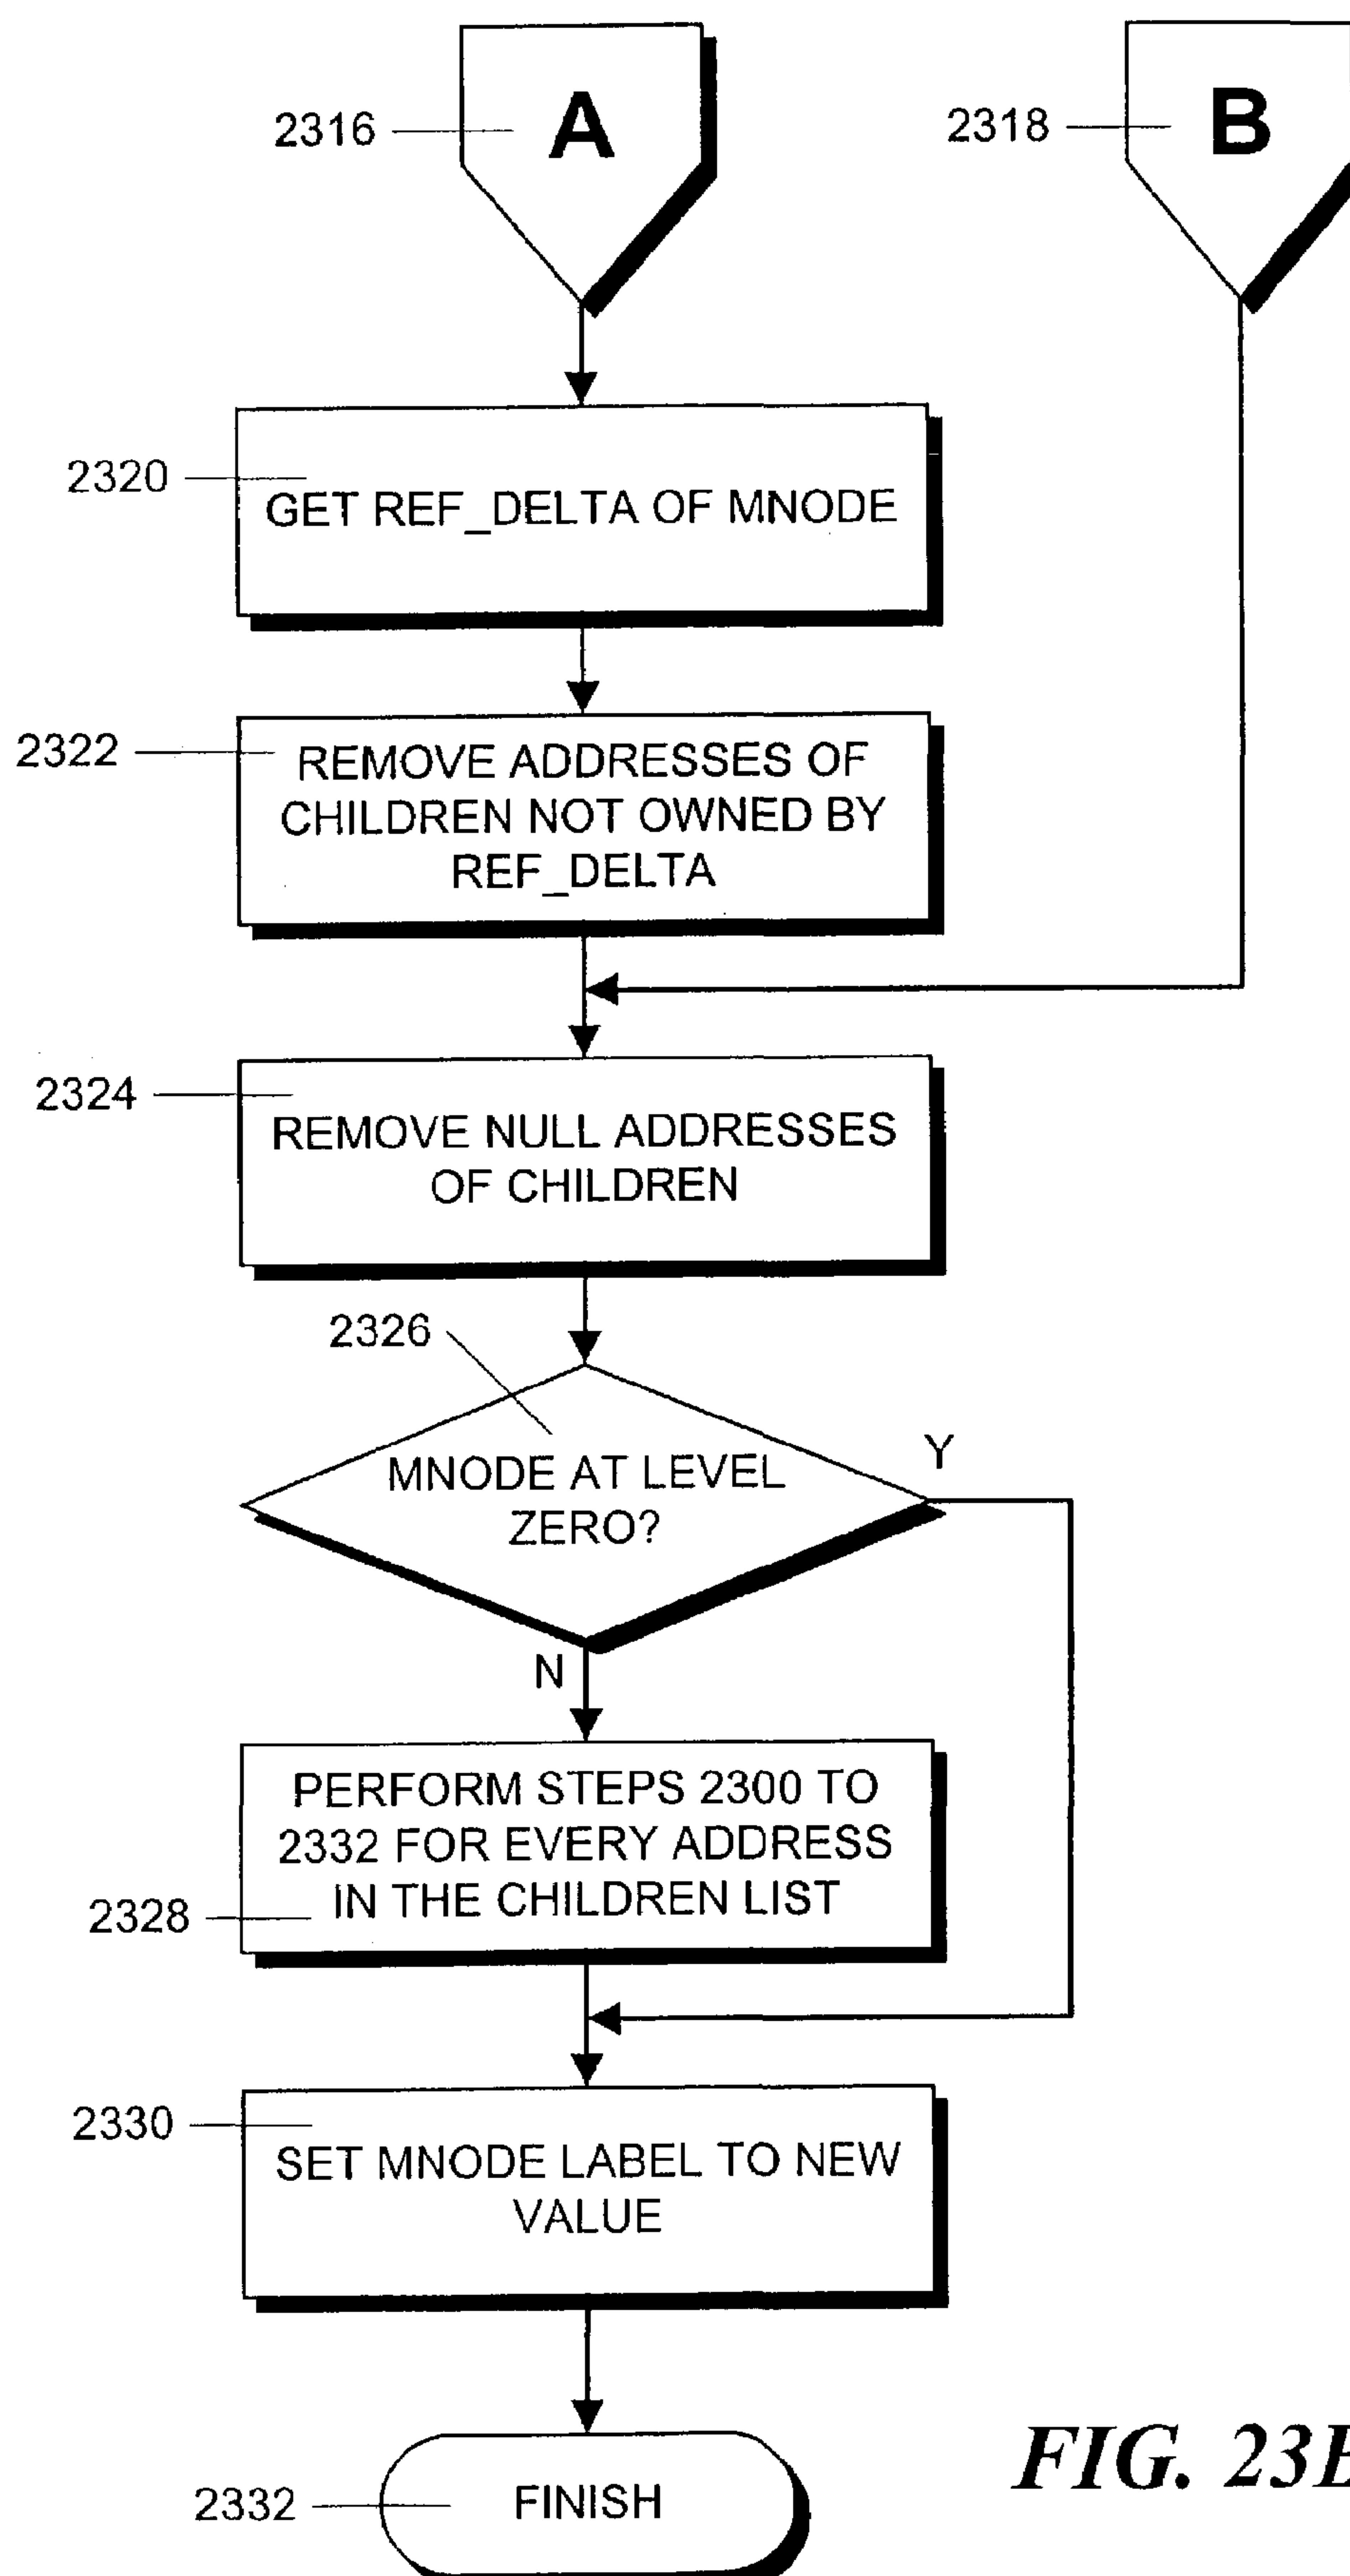 2316
A
2318
B
2320
GET REF_DELTA OF MNODE
2322
REMOVE ADDRESSES OF
CHILDREN NOT OWNED BY
REF_DELTA
2324
REMOVE NULL ADDRESSES
OF CHILDREN
2326
MNODE AT LEVEL
ZERO?
Y
N
PERFORM STEPS 2300 TO
2332 FOR EVERY ADDRESS
IN THE CHILDREN LIST
2328
2330
SET MNODE LABEL TO NEW
VALUE
2332
FINISH
FIG. 23B